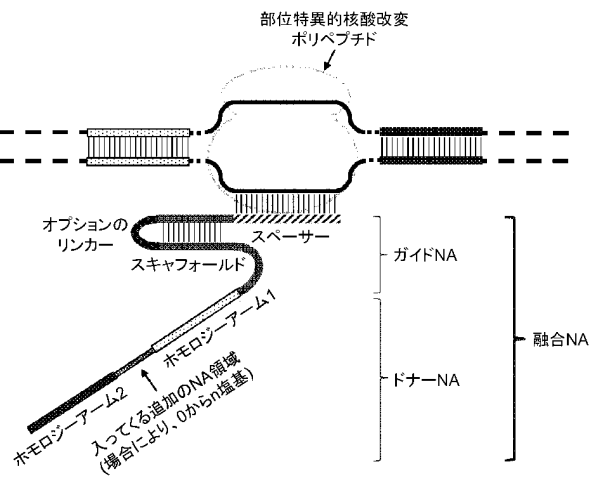 部位特異的核酸改変
ポリペプチド
オプションの
リンカー
スペーサー
スキャフォールド
ガイドNA
融合NA
ホモロジーアーム1
ドナーNA
ホモロジーアーム2
入ってくる追加のNA領域
(場合により、0からn塩基)